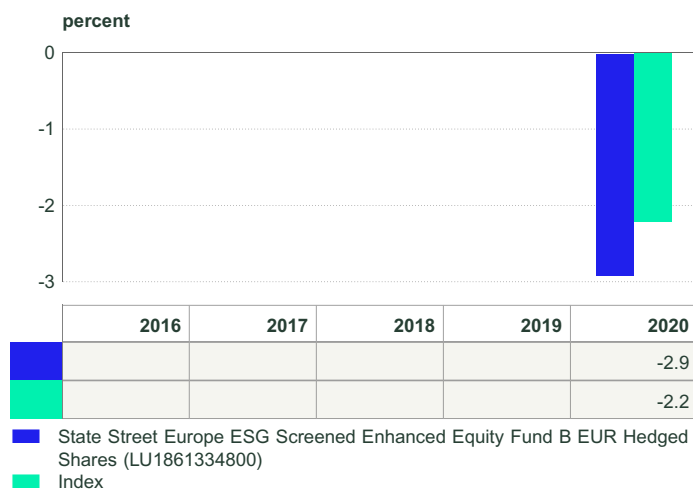 percent
0
-1
-2
-3
2016 2017 2018 2019 2020
-2.9
-2.2
State Street Europe ESG Screened Enhanced Equity Fund B EUR Hedged
Shares (LU1861334800)
Index